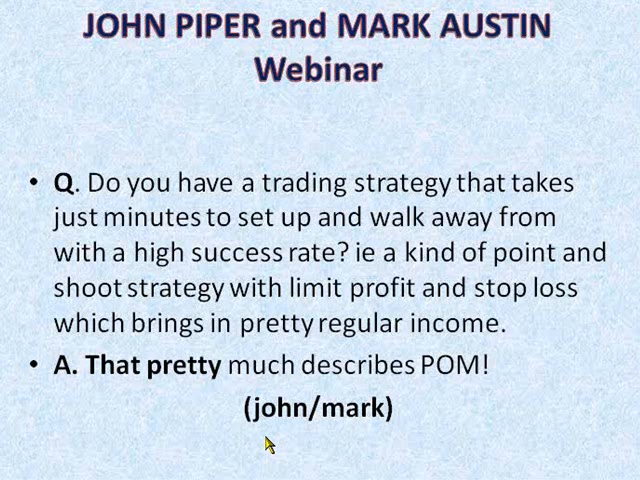 JOHN PIPER and MARK AUSTIN
Webinar
• Q. Do you have a trading strategy that takes
just minutes to set up and walk away from
with a high success rate? ie a kind of point and
shoot strategy with limit profit and stop loss
which brings in pretty regular income.
• A. That pretty much describes POM!
(john/mark)